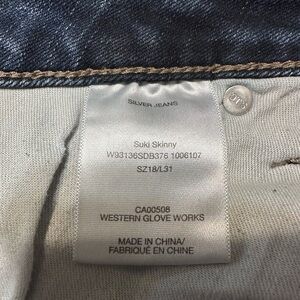 SILVER JEANS
Suki Skinny
W93136SDB376 1006107
SZ18/L31
CA00508
WESTERN GLOVE WORKS
MADE IN CHINA/
FABRIQUÉ EN CHINE